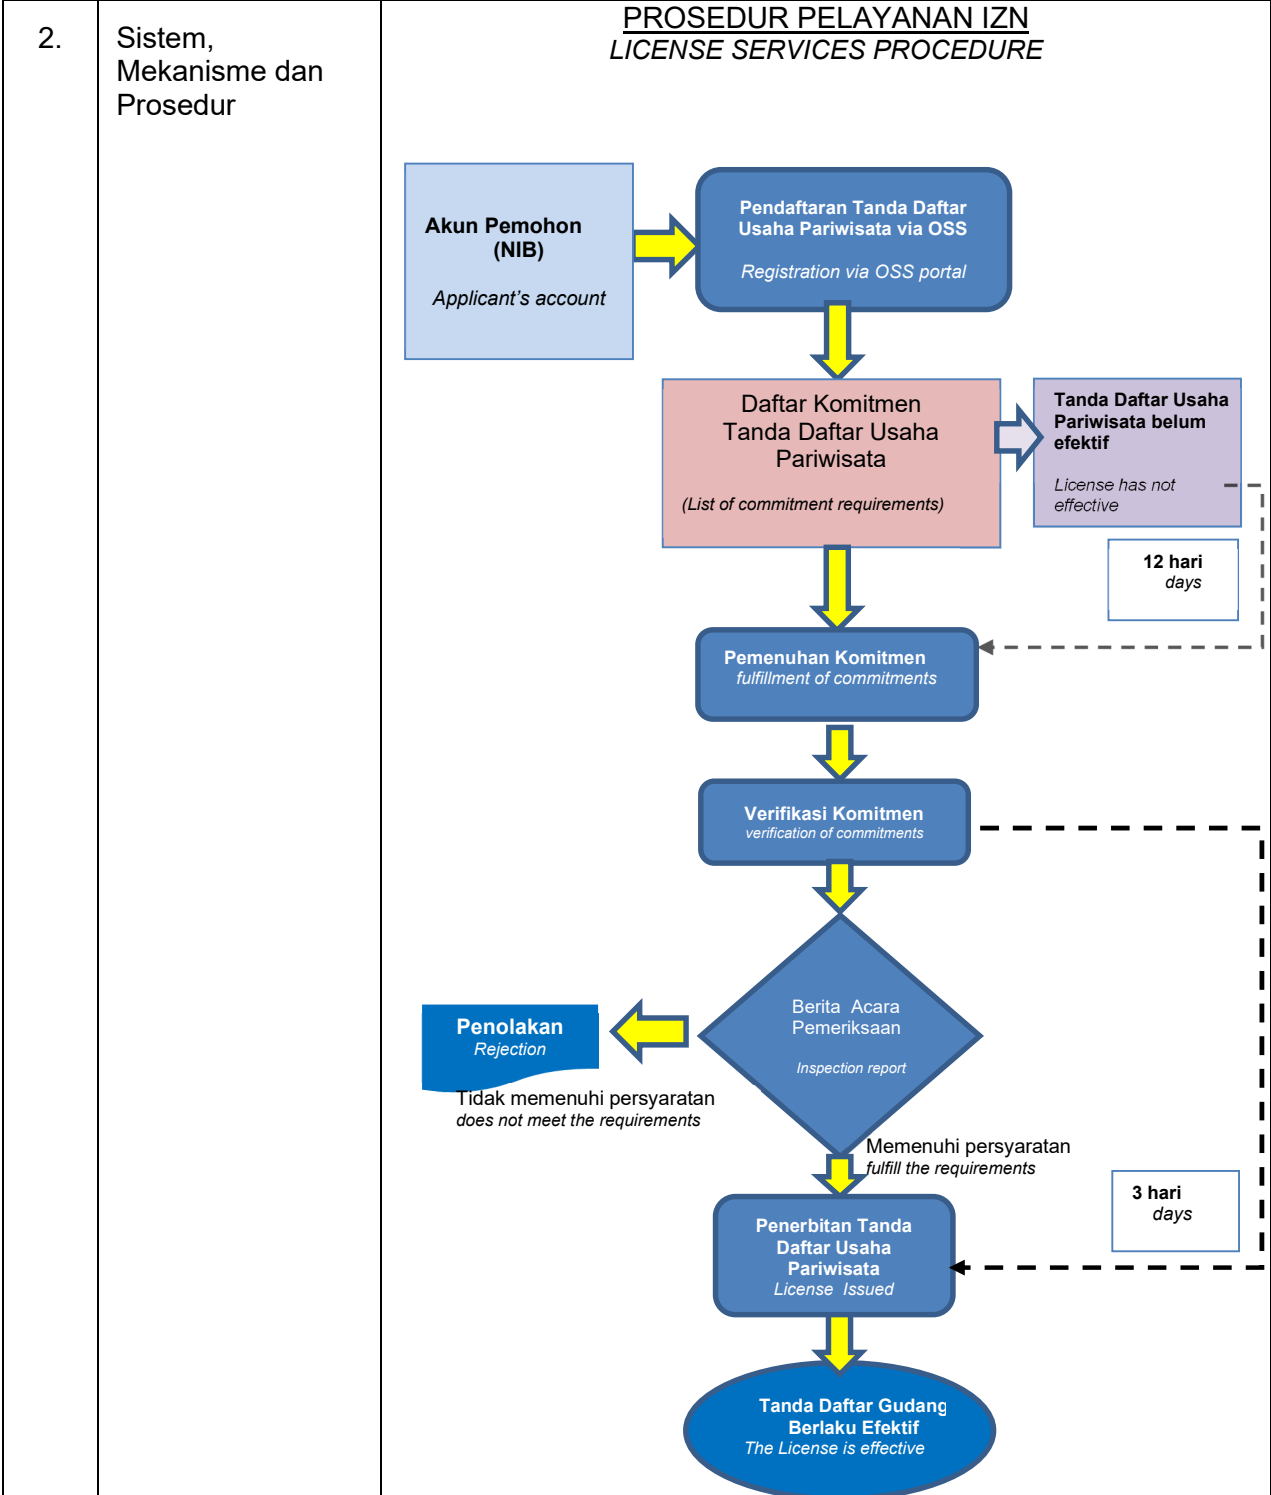 2.
Sistem,
Mekanisme dan
Prosedur
PROSEDUR PELAYANAN IZN
LICENSE SERVICES PROCEDURE
Akun Pemohon
(NIB)
Applicant's account
Pendaftaran Tanda Daftar
Usaha Pariwisata via OSS
Registration via OSS portal
Daftar Komitmen
Tanda Daftar Usaha
Pariwisata
(List of commitment requirements)
Tanda Daftar Usaha
Pariwisata belum
efektif
License has not
effective
12 hari
days
Pemenuhan Komitmen
fulfillment of commitments
Verifikasi Komitmen
verification of commitments
Berita Acara
Pemeriksaan
Inspection report
Penolakan
Rejection
Tidak memenuhi persyaratan
does not meet the requirements
Memenuhi persyaratan
fulfill the requirements
3 hari
days
Penerbitan Tanda
Daftar Usaha
Pariwisata
License Issued
Tanda Daftar Gudang
Berlaku Efektif
The License is effective